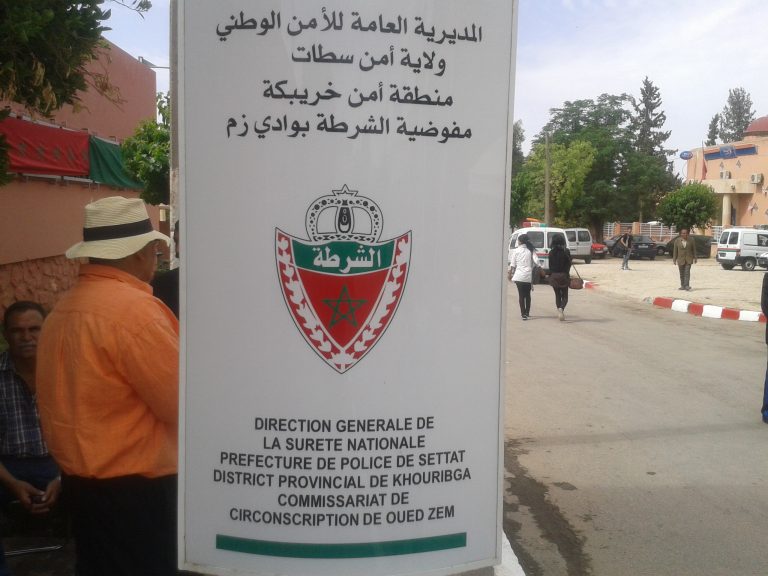 المديرية العامة للأمن الوطني
ولاية أمن سطات
منطقة أمن خريبكة
مفوضية الشرطة بوادي زم
الشرطة
DIRECTION GENERALE DE
LA SURETE NATIONALE
PREFECTURE DE POLICE DE SETTAT
DISTRICT PROVINCIAL DE KHOURIBGA
COMMISSARIAT DE
CIRCONSCRIPTION DE OUED ZEM